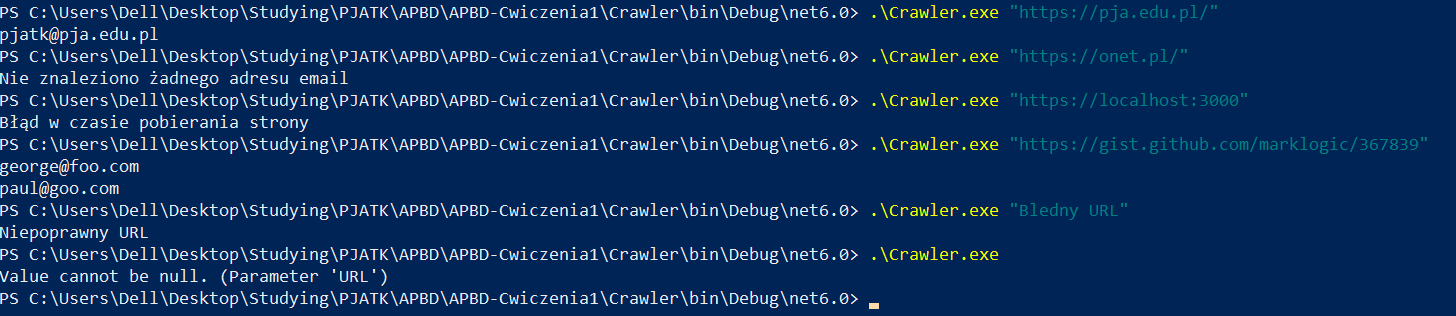 PS C:\Users\Dell\Desktop\Studying\PJATK\APBD\APBD-Cwiczenia1\Crawler\bin\Debug\net6.0> .\Crawler.exe "https://pja.edu.pl/"
pjatk@pja.edu.pl
PS C:\Users\Dell\Desktop\Studying\PJATK\APBD\APBD-Cwiczenia1\Crawler\bin\Debug\net6.0> .\Crawler.exe "https://onet.pl/"
Nie znaleziono żadnego adresu email
PS C:\Users\Dell\Desktop\Studying\PJATK\APBD\APBD-Cwiczenia1\Crawler\bin\Debug\net6.0> .\Crawler.exe "https://localhost:3000"
Błąd w czasie pobierania strony
PS C:\Users\Dell\Desktop\Studying\PJATK\APBD\APBD-Cwiczenia1\Crawler\bin\Debug\net6.0> .\Crawler.exe "https://gist.github.com/marklogic/367839"
george@foo.com
paul@goo.com
PS C:\Users\Dell\Desktop\Studying\PJATK\APBD\APBD-Cwiczenia1\Crawler\bin\Debug\net6.0> .\Crawler.exe "Bledny URL"
Niepoprawny URL
PS C:\Users\Dell\Desktop\Studying\PJATK\APBD\APBD-Cwiczenia1\Crawler\bin\Debug\net6.0> .\Crawler.exe
Value cannot be null. (Parameter 'URL')
PS C:\Users\Dell\Desktop\Studying\PJATK\APBD\APBD-Cwiczenia1\Crawler\bin\Debug\net6.0>